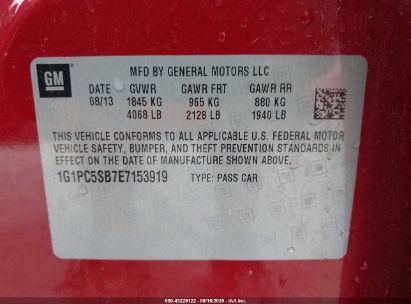 GM
MFD BY GENERAL MOTORS LLC
DATE GVWR GAWR FRT GAWR RR
08/13 1845 KG 965 KG 880 KG
4068 LB 2128 LB 1940 LB
THIS VEHICLE CONFORMS TO ALL APPLICABLE U.S. FEDERAL MOTOR
VEHICLE SAFETY, BUMPER, AND THEFT PREVENTION STANDARDS
IN EFFECT ON THE DATE OF MANUFACTURE SHOWN ABOVE.
1G1PC5SB7E7153919 TYPE: PASS CAR